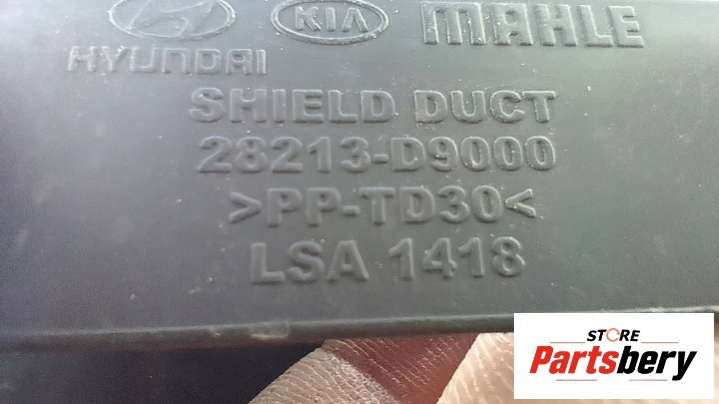 KIA MAHLE
HYUNDAI
SHIELD DUCT
28213-D9000
>PP-TD30<
LSA 1418
STORE
Partsbery